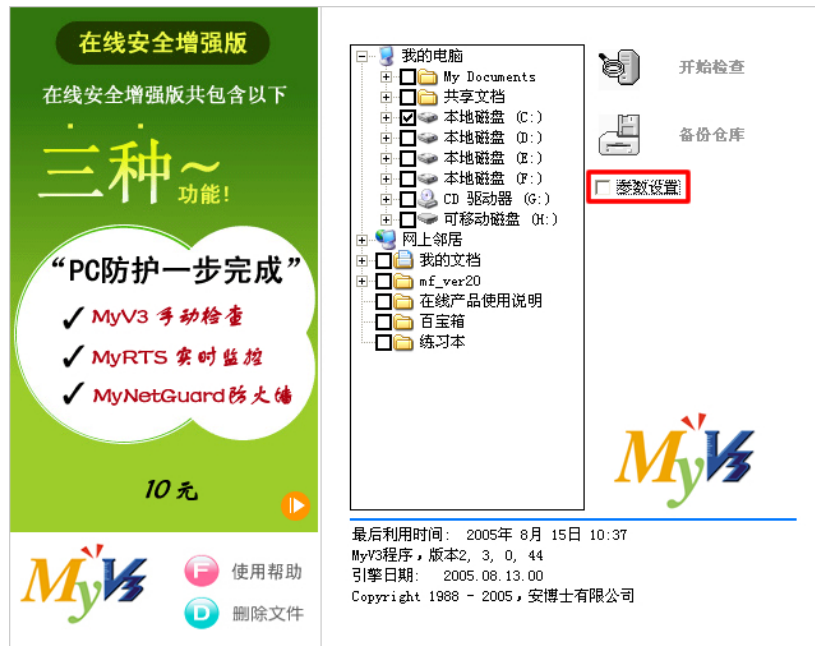 在线安全增强版
在线安全增强版共包含以下
三种~
功能!
“PC防护一步完成”
✓ MyV3 手动检查
✓ MyRTS 实时监控
✓ MyNetGuard防火墙
10元
MyV3
F 使用帮助
D 删除文件
我的电脑
My Documents
共享文档
本地磁盘 (C:)
本地磁盘 (D:)
本地磁盘 (E:)
本地磁盘 (F:)
CD 驱动器 (G:)
可移动磁盘 (H:)
网上邻居
我的文档
mf_ver20
在线产品使用说明
百宝箱
练习本
开始检查
备份仓库
参数设置
MyV3
最后利用时间: 2005年 8月 15日 10:37
MyV3程序，版本2, 3, 0, 44
引擎日期: 2005.08.13.00
Copyright 1988 - 2005，安博士有限公司